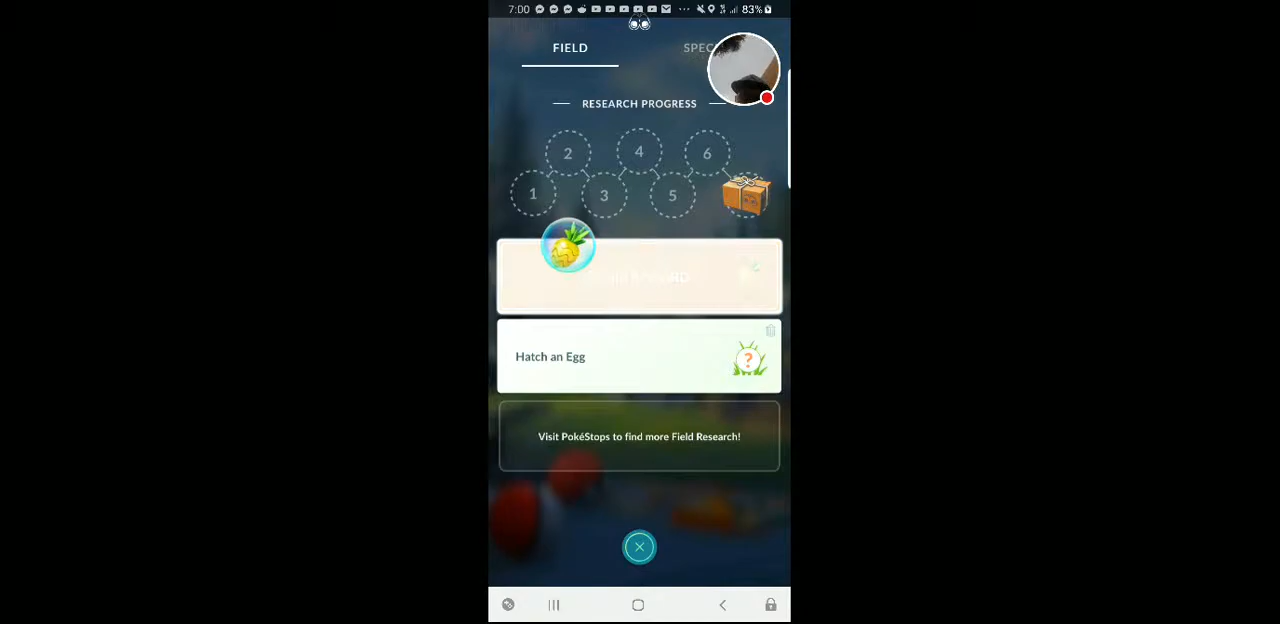 7:00 83%
FIELD SPEC
RESEARCH PROGRESS
2 4 6
1 3 5
Hatch an Egg
?
Visit PokéStops to find more Field Research!